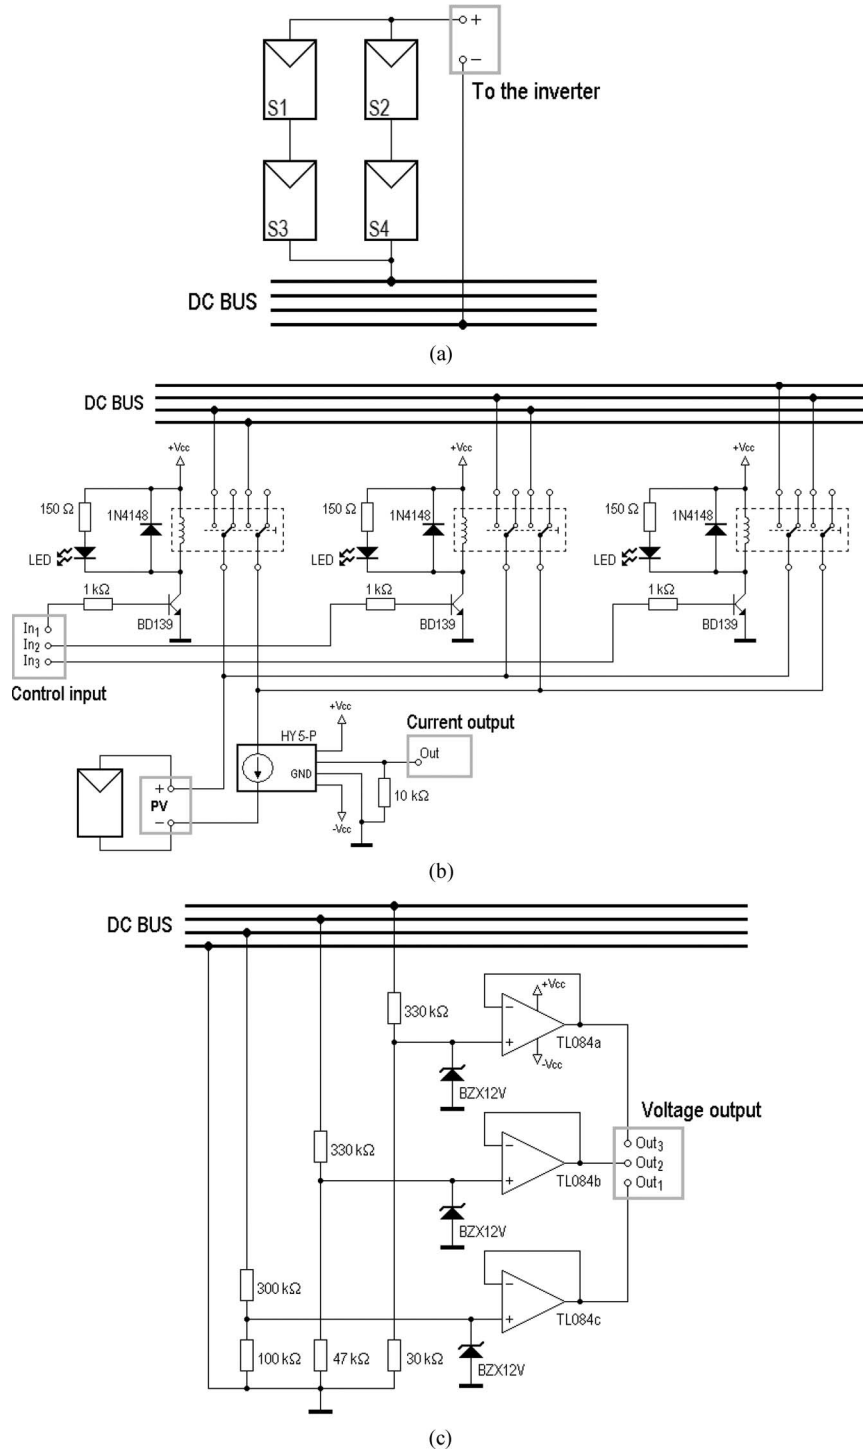 S1
S2
+
−
To the inverter
S3
S4
DC BUS
(a)
DC BUS
+Vcc
+Vcc
+Vcc
150 Ω
1N4148
150 Ω
1N4148
150 Ω
1N4148
LED
LED
LED
1 kΩ
1 kΩ
1 kΩ
BD139
BD139
BD139
In1
In2
In3
Control input
+Vcc
Current output
HY5-P
Out
GND
+
PV
−
10 kΩ
-Vcc
(b)
DC BUS
+Vcc
330 kΩ
−
+
TL084a
-Vcc
BZX12V
Voltage output
330 kΩ
−
+
TL084b
Out3
Out2
Out1
BZX12V
300 kΩ
−
+
TL084c
100 kΩ
47 kΩ
30 kΩ
BZX12V
(c)